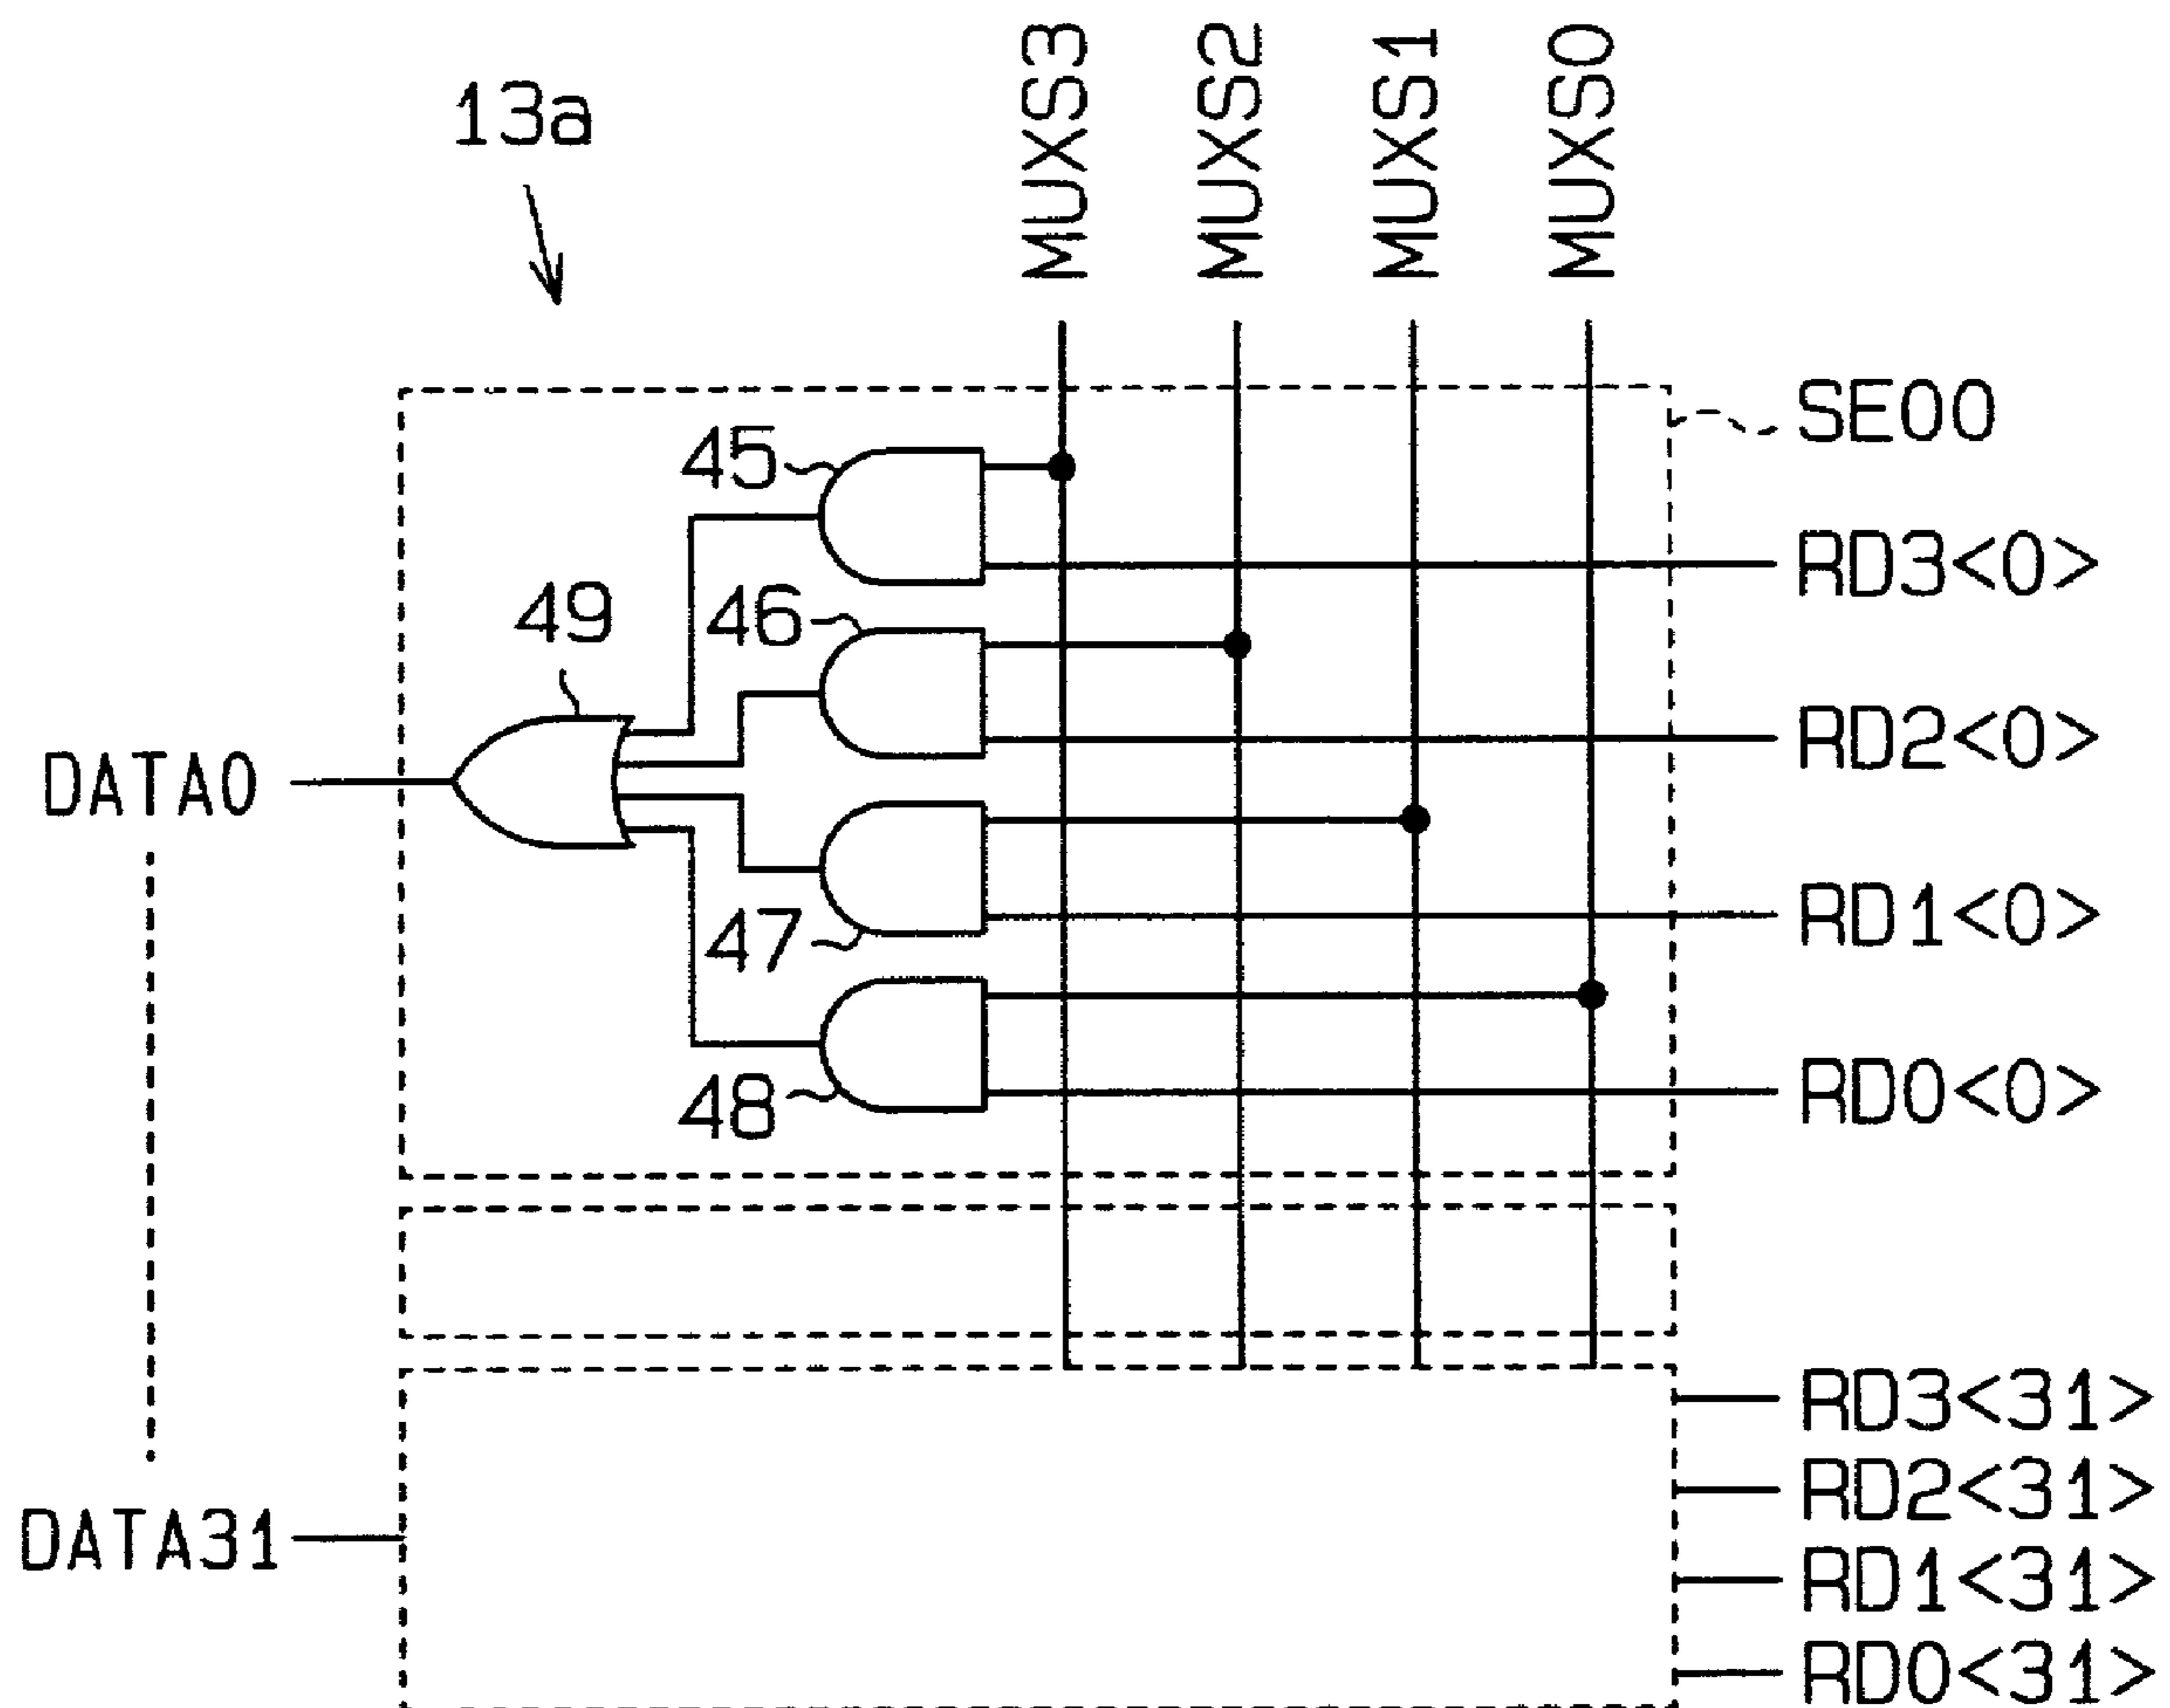 13a
MUXS3
MUXS2
MUXS1
MUXS0
SE00
45
RD3<0>
49
46
RD2<0>
DATA0
47
RD1<0>
48
RD0<0>
RD3<31>
RD2<31>
DATA31
RD1<31>
RD0<31>